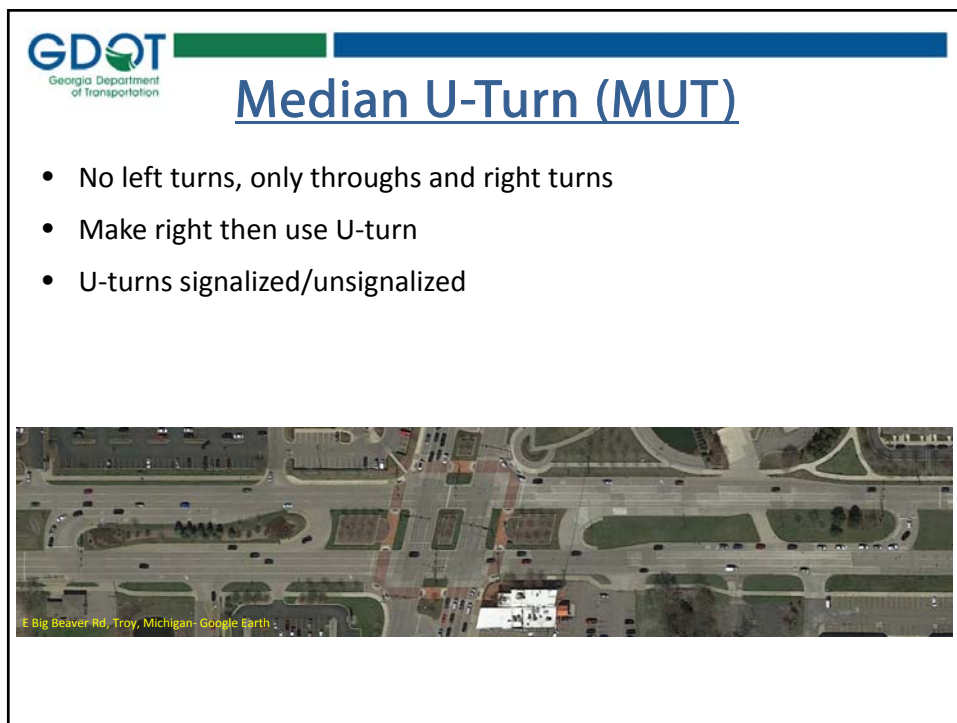 GDOT
Georgia Department
of Transportation
Median U-Turn (MUT)
• No left turns, only throughs and right turns
• Make right then use U-turn
• U-turns signalized/unsignalized
E Big Beaver Rd, Troy, Michigan- Google Earth